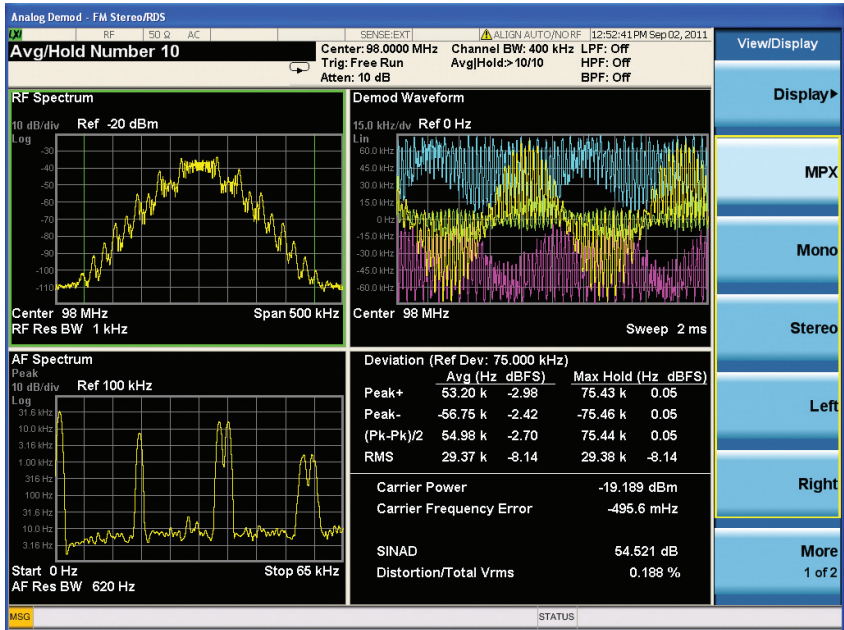 Analog Demod - FM Stereo/RDS
LXI RF 50 Ω AC SENSE:EXT ALIGN AUTO/NO RF 12:52:41 PM Sep 02, 2011
Avg/Hold Number 10
Center: 98.0000 MHz Channel BW: 400 kHz LPF: Off
Trig: Free Run Avg|Hold:>10/10 HPF: Off
Atten: 10 dB BPF: Off
RF Spectrum
10 dB/div Ref -20 dBm
Log
-30
-40
-50
-60
-70
-80
-90
-100
-110
Center 98 MHz Span 500 kHz
RF Res BW 1 kHz
Demod Waveform
15.0 kHz/dv Ref 0 Hz
Lin
60.0 kHz
45.0 kHz
30.0 kHz
15.0 kHz
0 Hz
-15.0 kHz
-30.0 kHz
-45.0 kHz
-60.0 kHz
Center 98 MHz
Sweep 2 ms
AF Spectrum
Peak
10 dB/div Ref 100 kHz
Log
31.6 kHz
10.0 kHz
3.16 kHz
1.00 kHz
316 Hz
100 Hz
31.6 Hz
10.0 Hz
3.16 Hz
Start 0 Hz Stop 65 kHz
AF Res BW 620 Hz
Deviation (Ref Dev: 75.000 kHz)
Avg (Hz dBFS) Max Hold (Hz dBFS)
Peak+ 53.20 k -2.98 75.43 k 0.05
Peak- -56.75 k -2.42 -75.46 k 0.05
(Pk-Pk)/2 54.98 k -2.70 75.44 k 0.05
RMS 29.37 k -8.14 29.38 k -8.14
Carrier Power -19.189 dBm
Carrier Frequency Error -495.6 mHz
SINAD 54.521 dB
Distortion/Total Vrms 0.188 %
View/Display
Display
MPX
Mono
Stereo
Left
Right
More
1 of 2
MSG STATUS